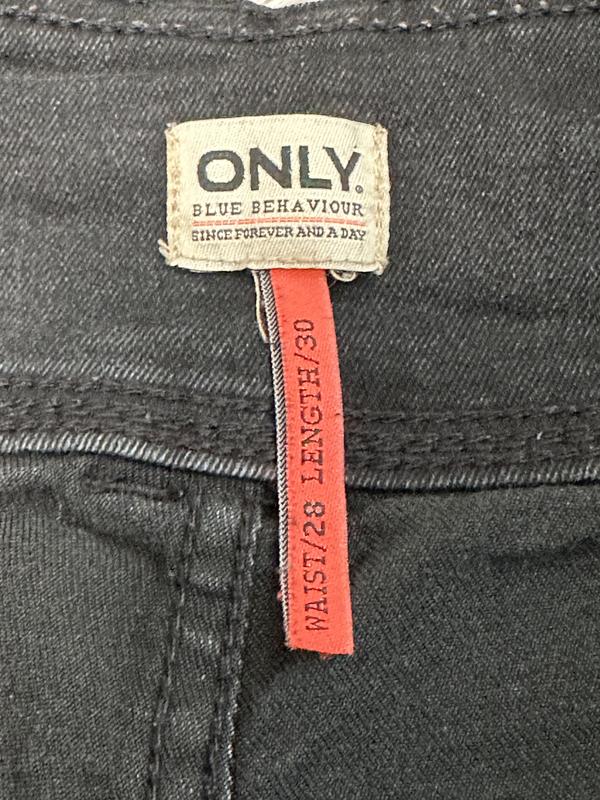 ONLY.
BLUE BEHAVIOUR
SINCE FOREVER AND A DAY
WAIST/28 LENGTH/30